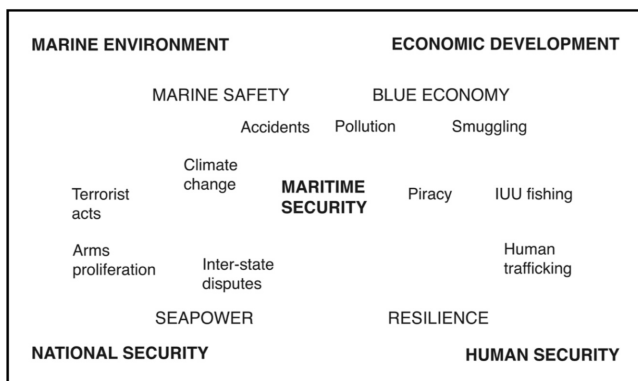 MARINE ENVIRONMENT
ECONOMIC DEVELOPMENT
MARINE SAFETY
BLUE ECONOMY
Accidents
Pollution
Smuggling
Climate
change
MARITIME
SECURITY
Terrorist
acts
Piracy
IUU fishing
Arms
proliferation
Inter-state
disputes
Human
trafficking
SEAPOWER
RESILIENCE
NATIONAL SECURITY
HUMAN SECURITY